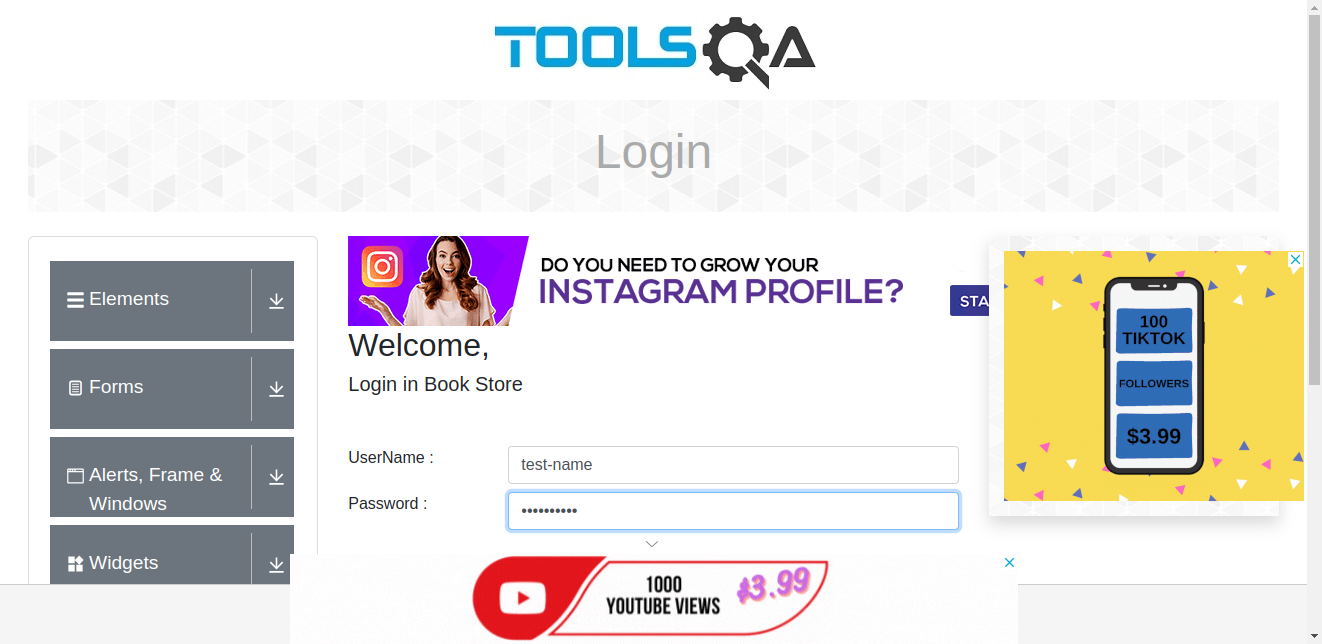 TOOLSQA
Login
Elements
Forms
Alerts, Frame &
Windows
Widgets
DO YOU NEED TO GROW YOUR
INSTAGRAM PROFILE?
STA
Welcome,
Login in Book Store
UserName :
test-name
Password :
••••••••••
100
TIKTOK
FOLLOWERS
$3.99
1000
YOUTUBE VIEWS
$3.99